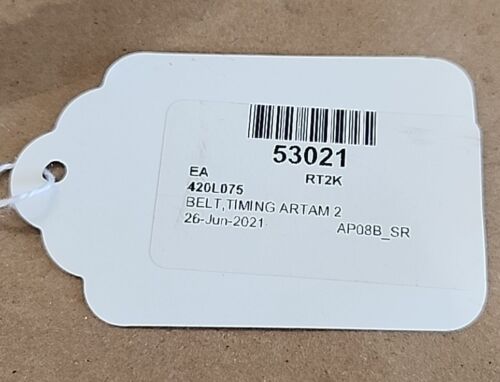 53021
EA RT2K
420L075
BELT,TIMING ARTAM 2
26-Jun-2021 AP08B_SR